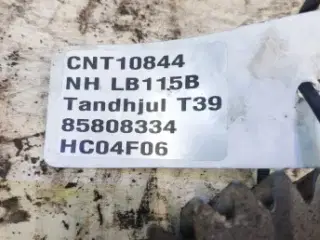 CNT10844
NH LB115B
Tandhjul T39
85808334
HC04F06